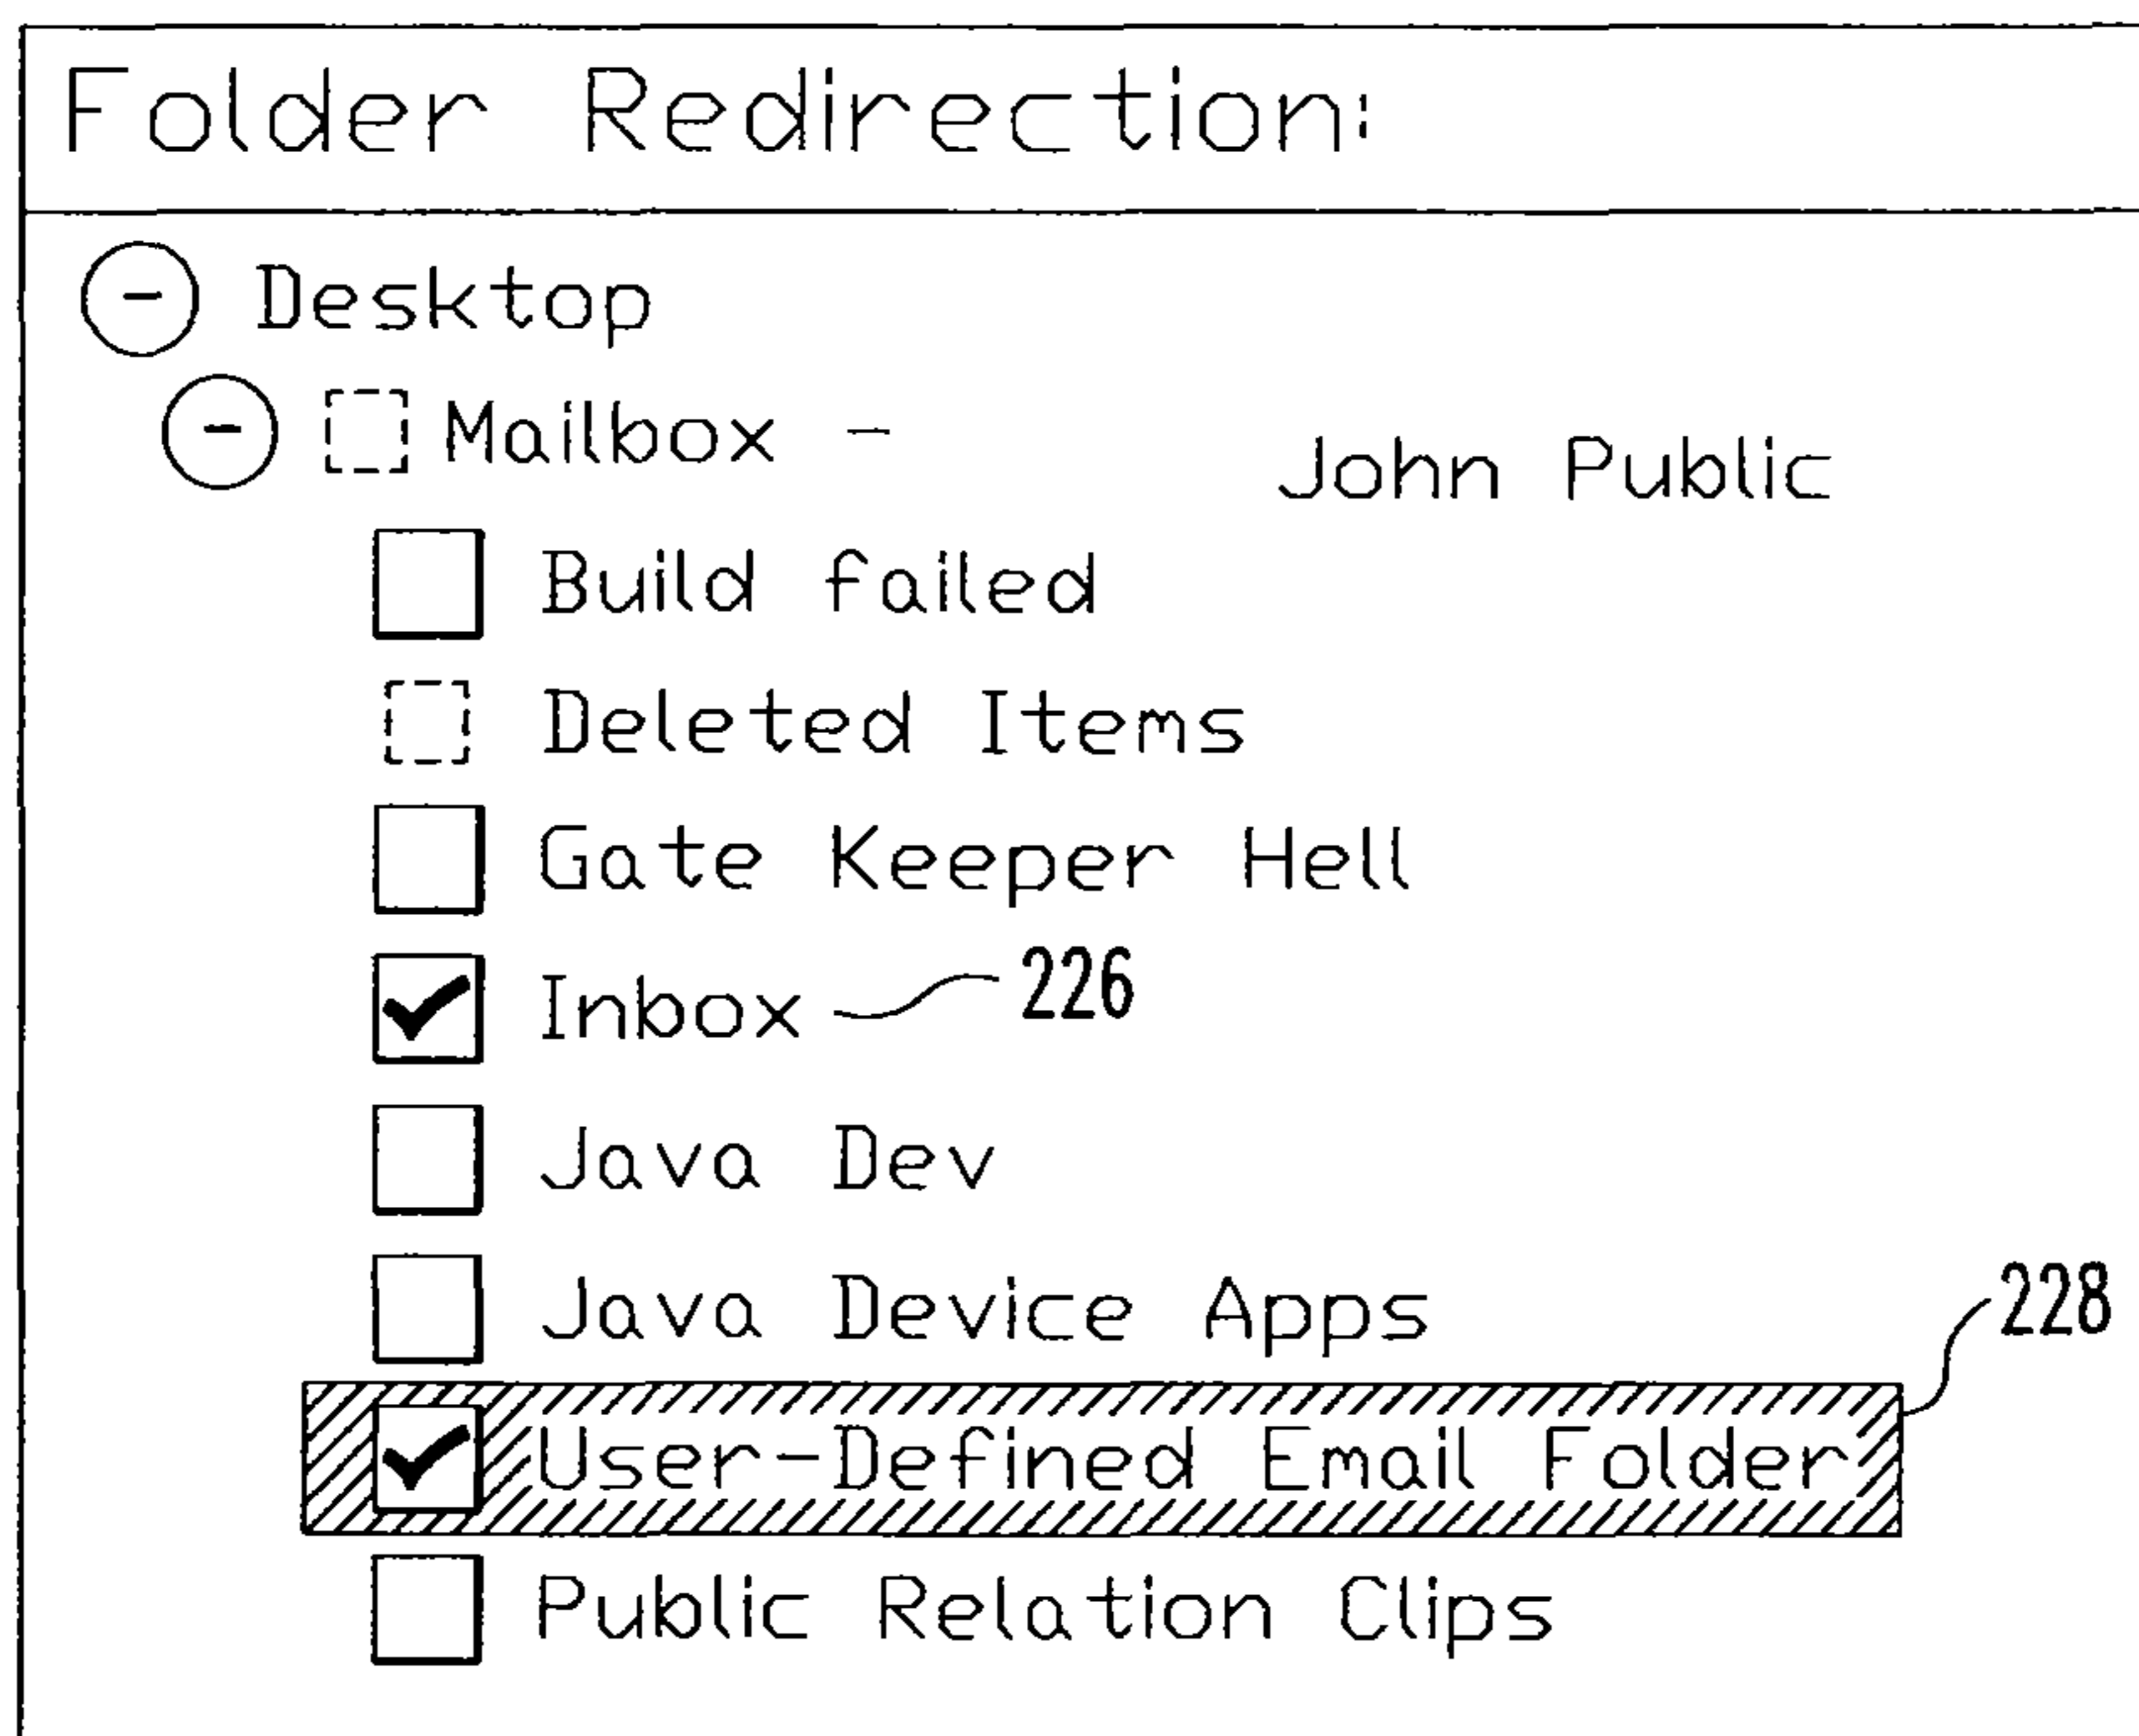 Folder Redirection:
Desktop
Mailbox - John Public
Build failed
Deleted Items
Gate Keeper Hell
Inbox 226
Java Dev
Java Device Apps
228
User-Defined Email Folder
Public Relation Clips